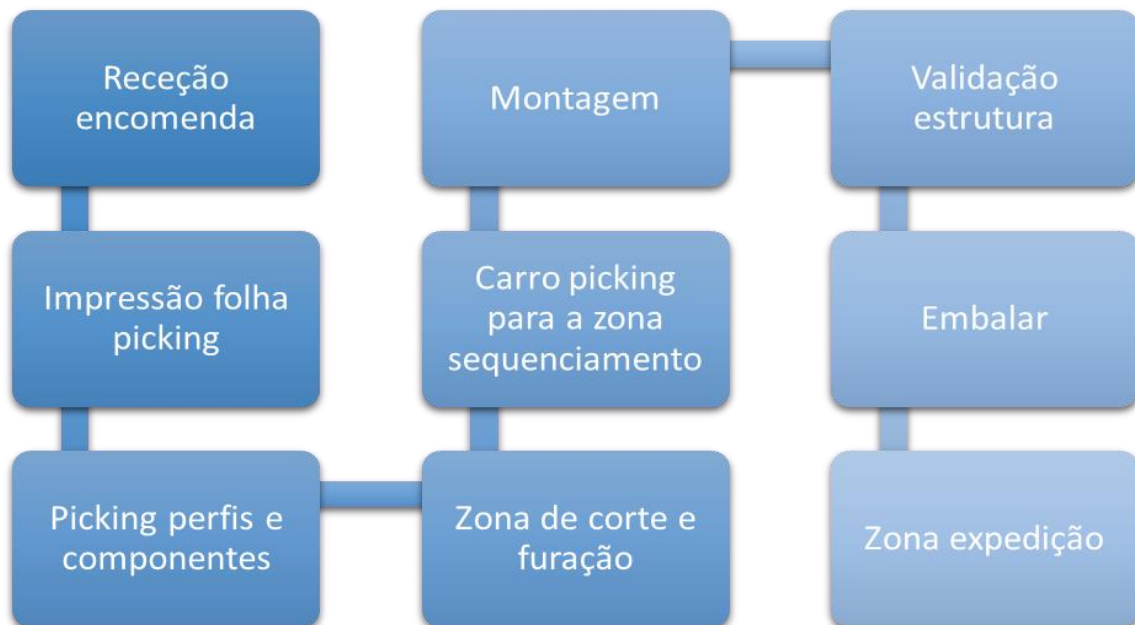 Receção
encomenda
Impressão folha
picking
Picking perfis e
componentes
Zona de corte e
furação
Carro picking
para a zona
sequenciamento
Montagem
Validação
estrutura
Embalar
Zona expedição